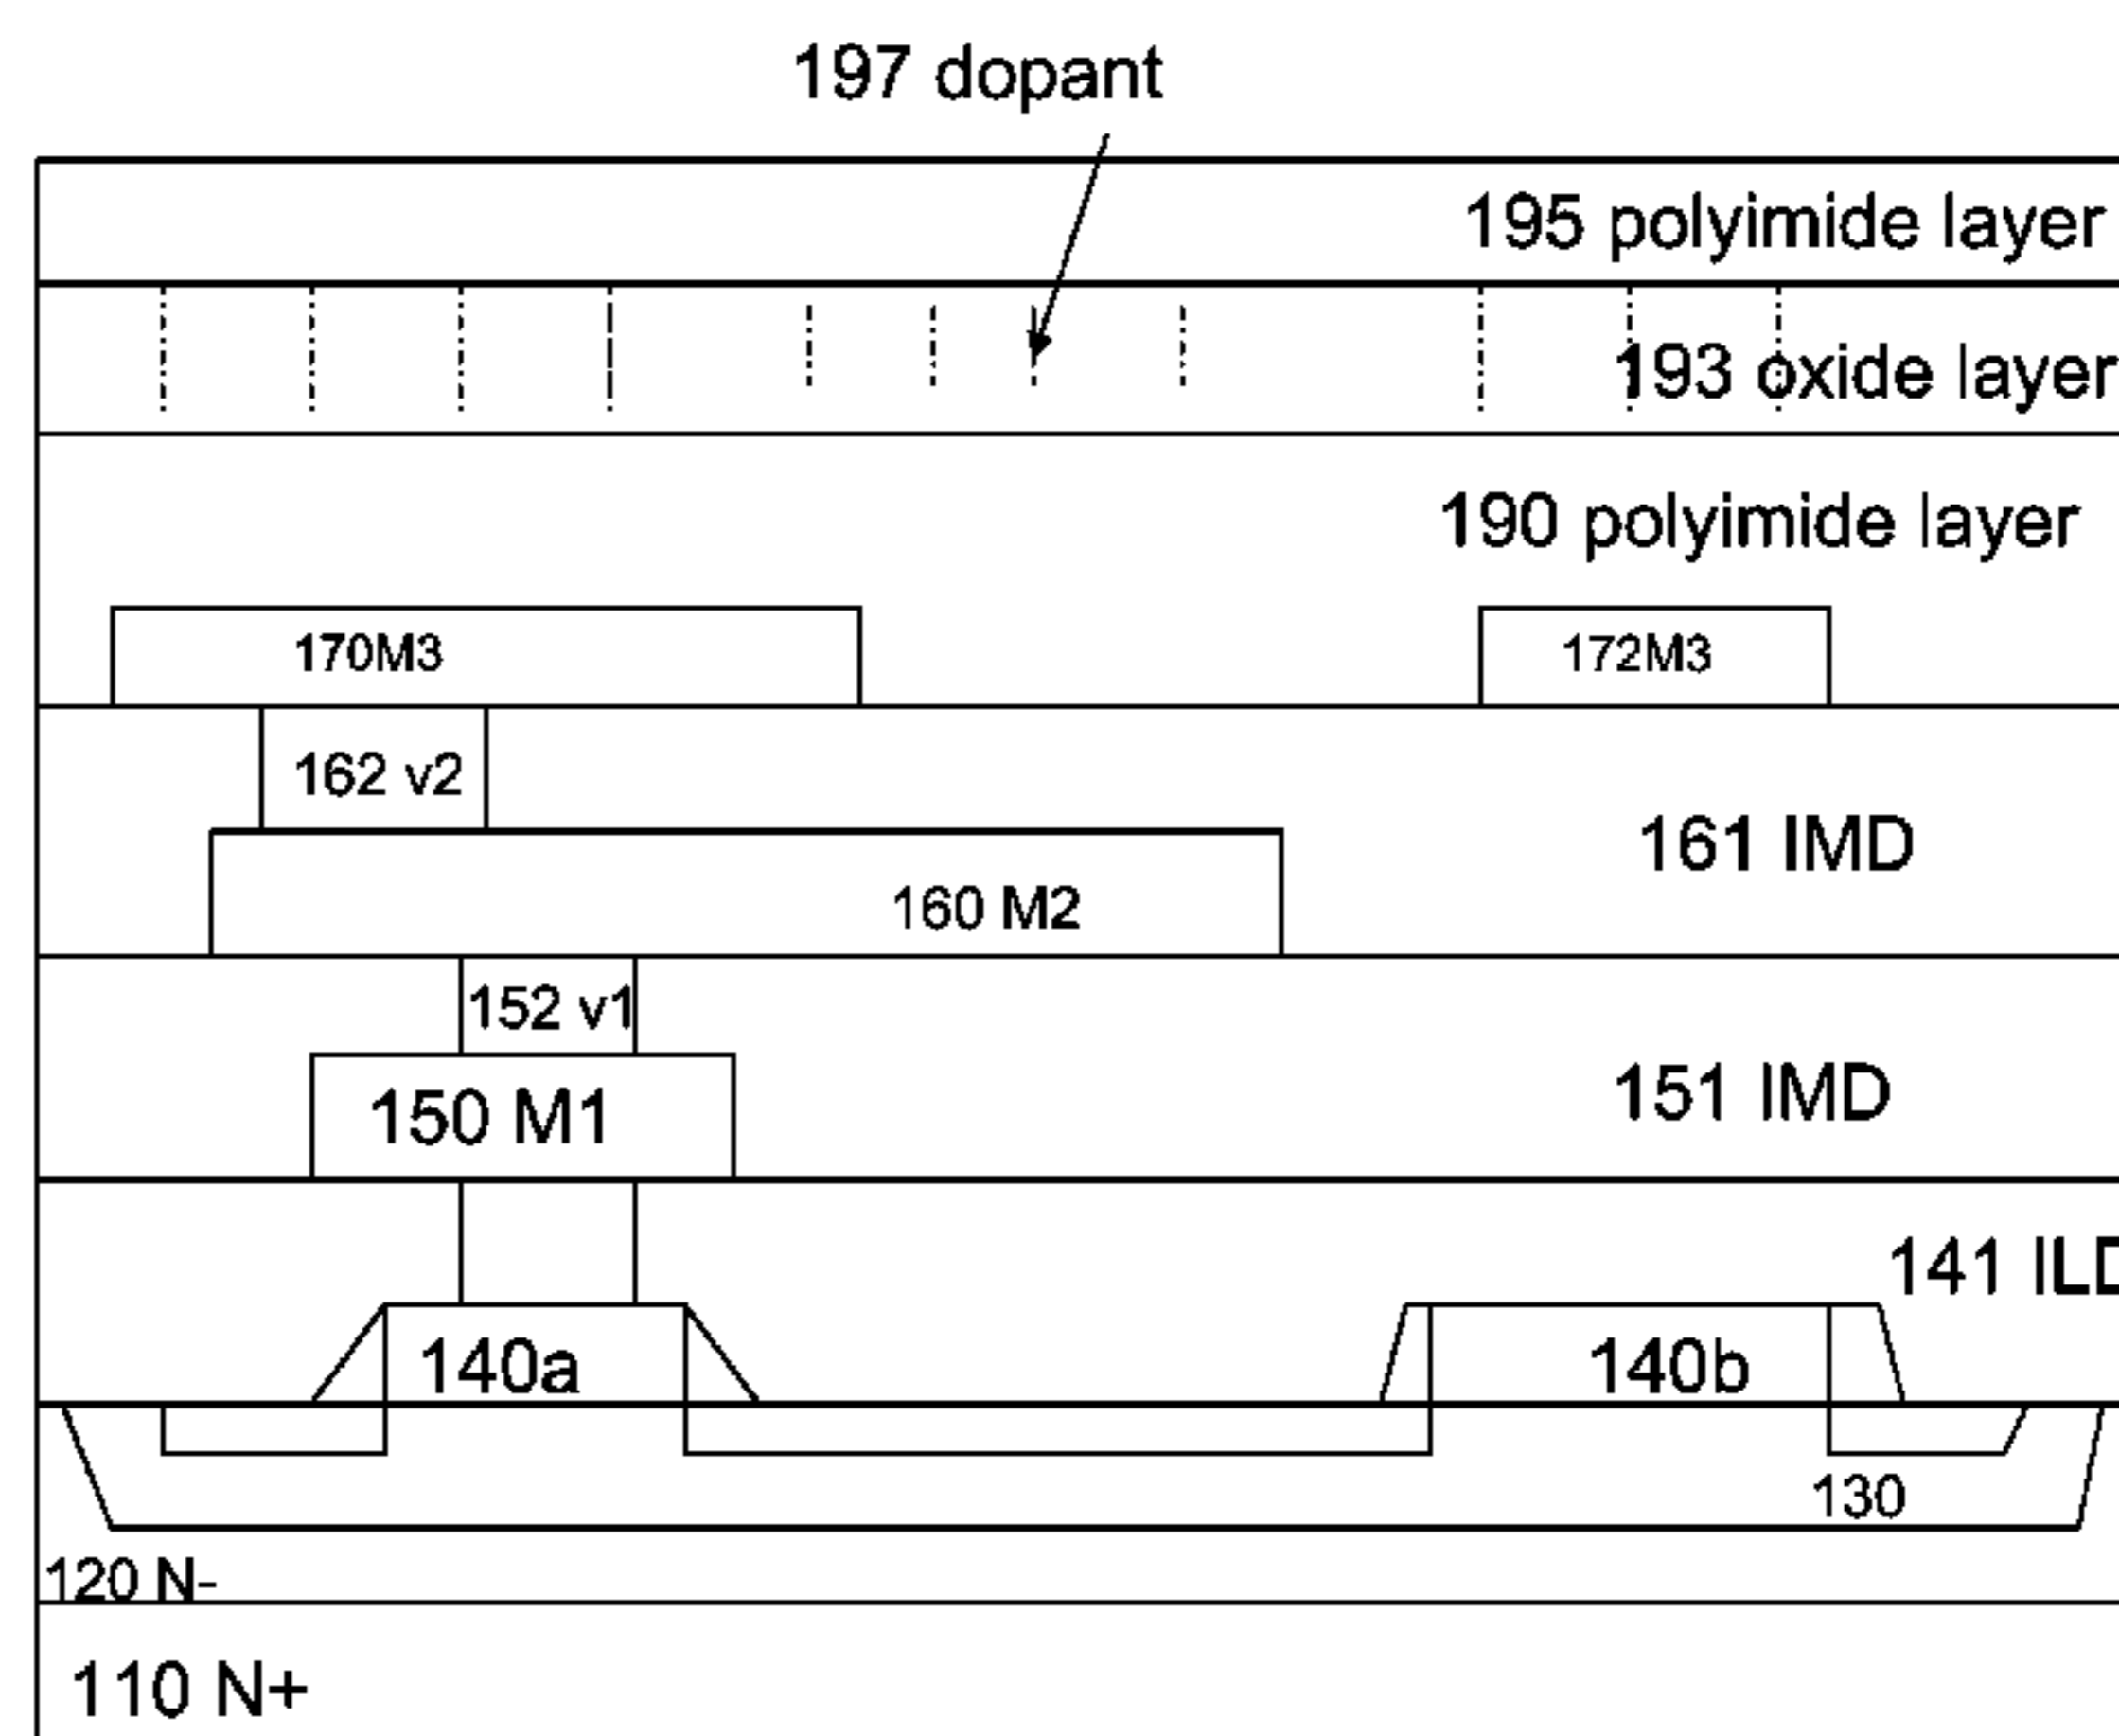 197 dopant
195 polyimide layer
193 oxide layer
190 polyimide layer
170M3
172M3
162 v2
161 IMD
160 M2
152 v1
151 IMD
150 M1
141 ILD
140a
140b
130
120 N-
110 N+